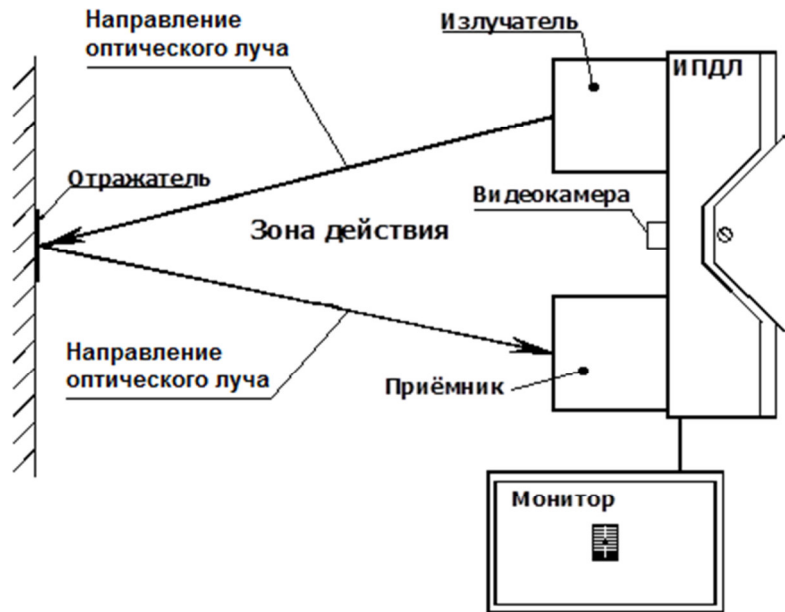 Направление
оптического луча
Излучатель
ИПДЛ
Отражатель
Видеокамера
Зона действия
Направление
оптического луча
Приёмник
Монитор